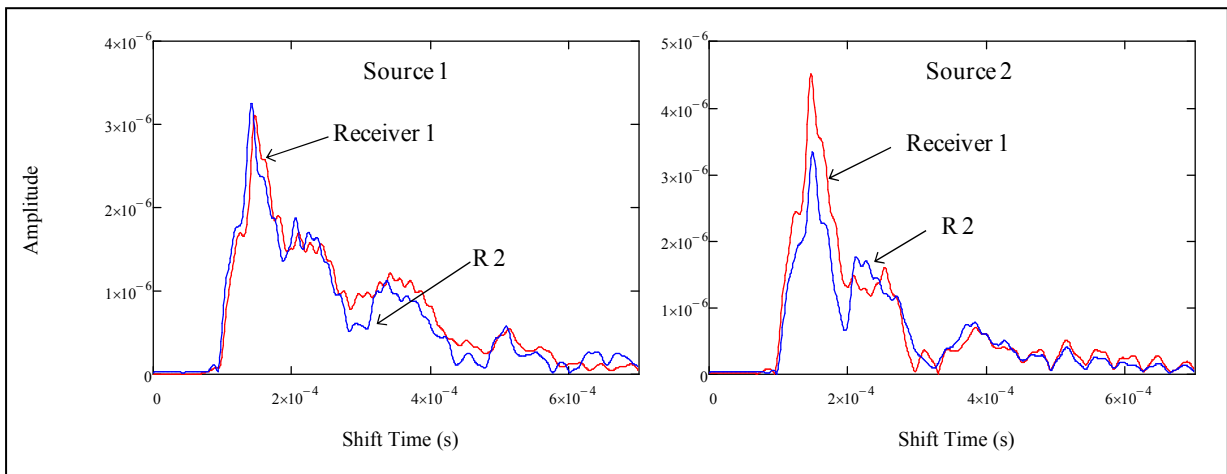 Source 1
Receiver 1
R 2
Amplitude
4×10⁻⁶
3×10⁻⁶
2×10⁻⁶
1×10⁻⁶
0
0
2×10⁻⁴
4×10⁻⁴
6×10⁻⁴
Shift Time (s)
Source 2
Receiver 1
R 2
5×10⁻⁶
4×10⁻⁶
3×10⁻⁶
2×10⁻⁶
1×10⁻⁶
0
0
2×10⁻⁴
4×10⁻⁴
6×10⁻⁴
Shift Time (s)